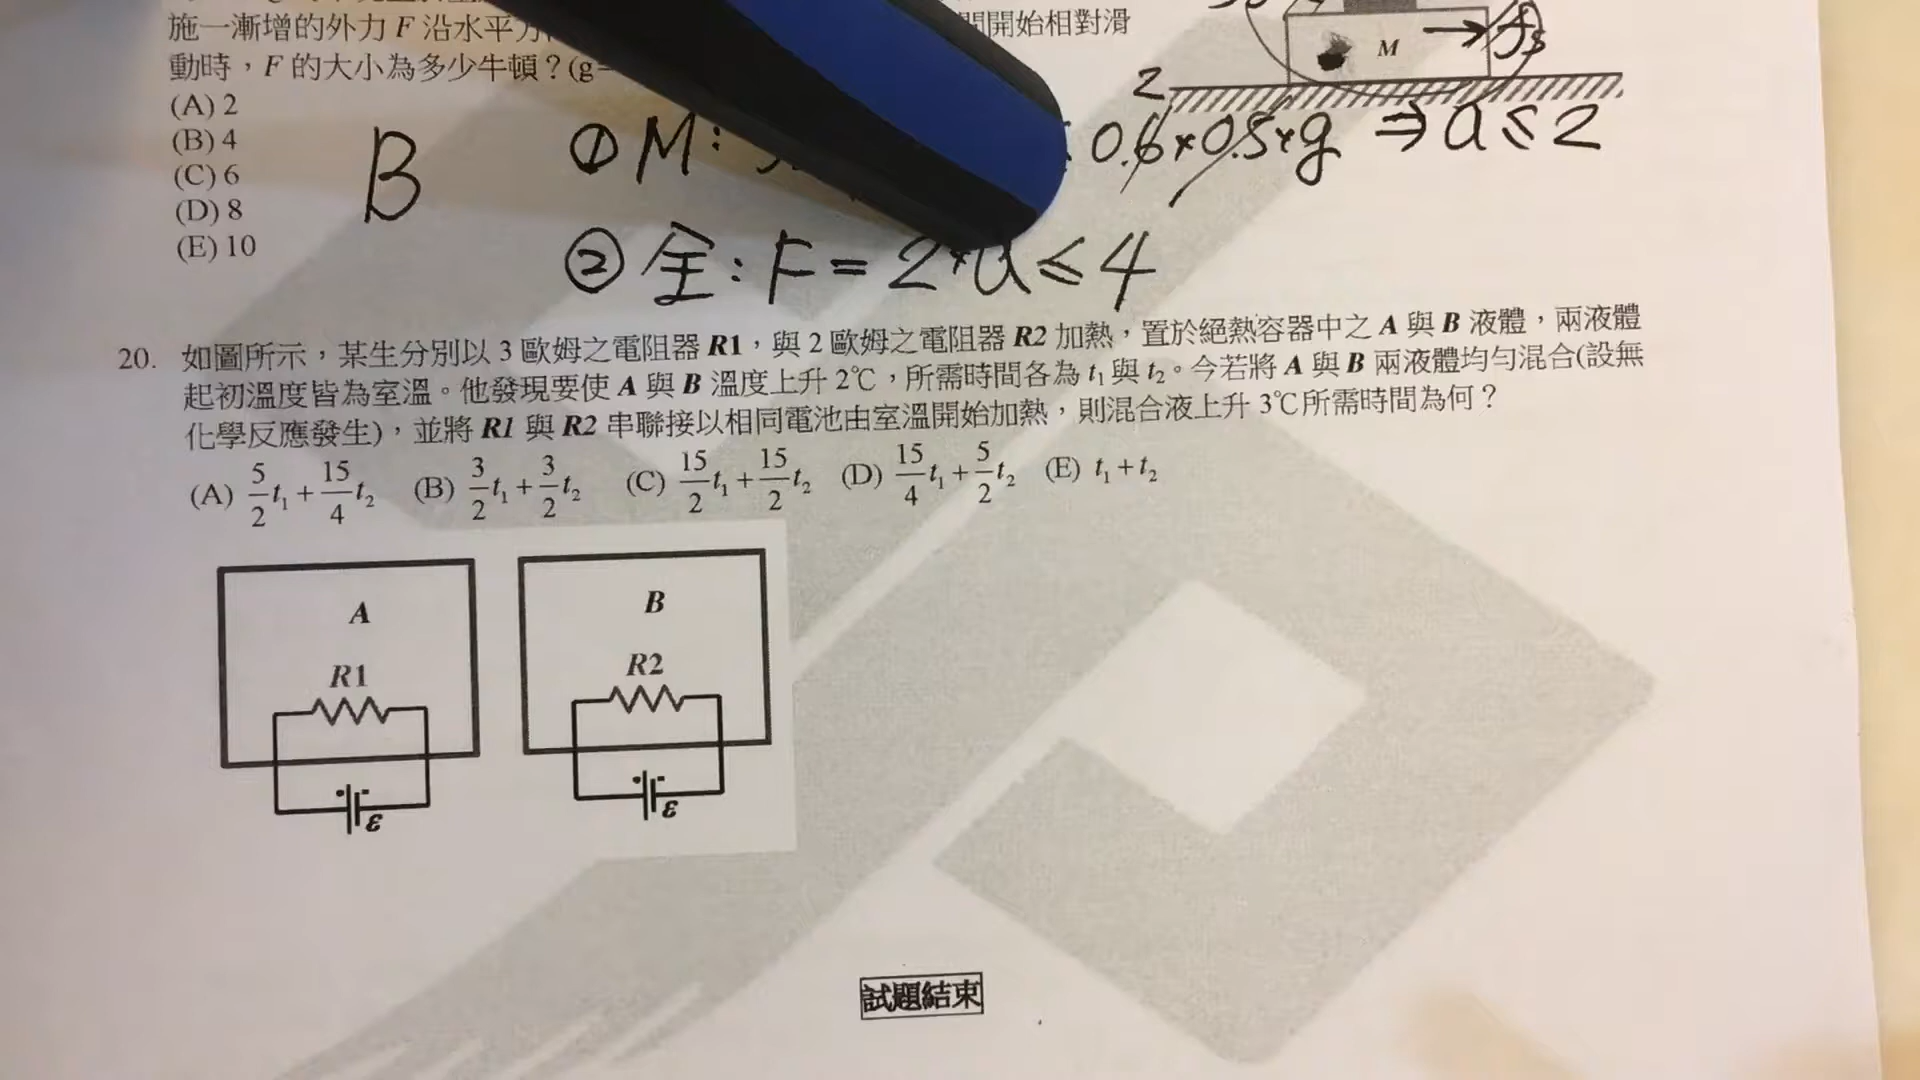 施一漸增的外力 F 沿水平方
間開始相對滑
動時，F 的大小為多少牛頓？(g
(A) 2
(B) 4
(C) 6
(D) 8
(E) 10
B
M
fs
2
① M:
0.6×0.5×g ⇒ a ≤ 2
② 全: F = 2×a ≤ 4
20. 如圖所示，某生分別以 3 歐姆之電阻器 R1，與 2 歐姆之電阻器 R2 加熱，置於絕熱容器中之 A 與 B 液體，兩液體
起初溫度皆為室溫。他發現要使 A 與 B 溫度上升 2℃，所需時間各為 t₁ 與 t₂。今若將 A 與 B 兩液體均勻混合(設無
化學反應發生)，並將 R1 與 R2 串聯接以相同電池由室溫開始加熱，則混合液上升 3℃所需時間為何？
(A) 5/2 t₁ + 15/4 t₂ (B) 3/2 t₁ + 3/2 t₂ (C) 15/2 t₁ + 15/2 t₂ (D) 15/4 t₁ + 5/2 t₂ (E) t₁ + t₂
A
R1
ε
B
R2
ε
試題結束